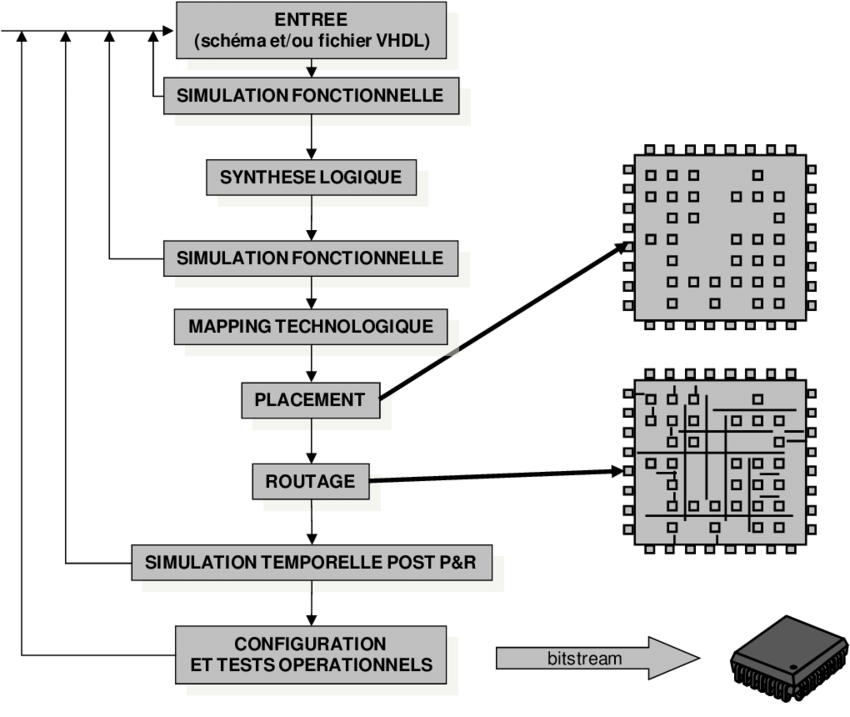 ENTREE
(schéma et/ou fichier VHDL)
SIMULATION FONCTIONNELLE
SYNTHESE LOGIQUE
SIMULATION FONCTIONNELLE
MAPPING TECHNOLOGIQUE
PLACEMENT
ROUTAGE
SIMULATION TEMPORELLE POST P&R
CONFIGURATION
ET TESTS OPERATIONNELS
bitstream